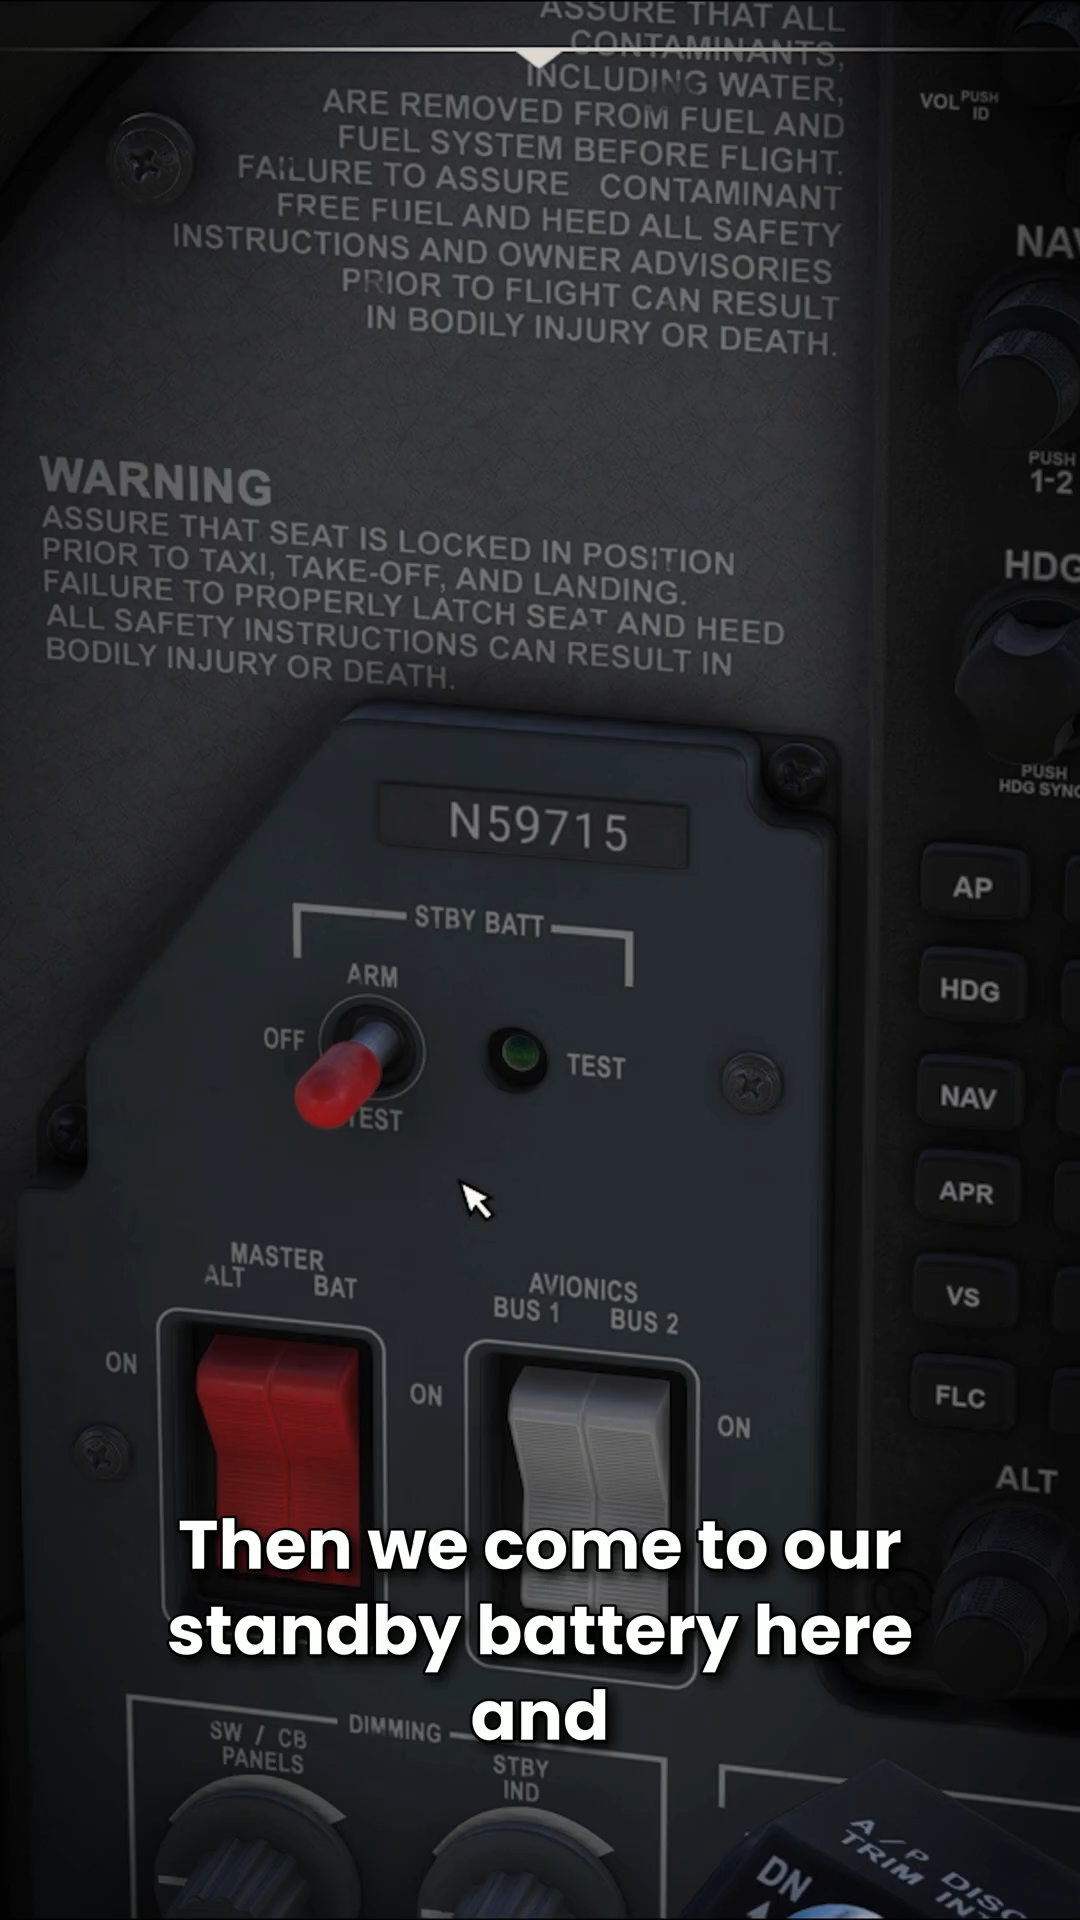 ASSURE THAT ALL
CONTAMINANTS,
INCLUDING WATER,
ARE REMOVED FROM FUEL AND
FUEL SYSTEM BEFORE FLIGHT.
FAILURE TO ASSURE CONTAMINANT
FREE FUEL AND HEED ALL SAFETY
INSTRUCTIONS AND OWNER ADVISORIES
PRIOR TO FLIGHT CAN RESULT
IN BODILY INJURY OR DEATH.
VOL PUSH
ID
NAV
PUSH
1-2
WARNING
ASSURE THAT SEAT IS LOCKED IN POSITION
PRIOR TO TAXI, TAKE-OFF, AND LANDING.
FAILURE TO PROPERLY LATCH SEAT AND HEED
ALL SAFETY INSTRUCTIONS CAN RESULT IN
BODILY INJURY OR DEATH.
HDG
PUSH
HDG SYNC
N59715
STBY BATT
ARM
OFF
TEST
TEST
AP
HDG
NAV
APR
VS
FLC
ALT
MASTER
ALT BAT
ON
AVIONICS
BUS 1 BUS 2
ON
ON
Then we come to our
standby battery here
and
DIMMING
SW / CB
PANELS
STBY
IND
A/P DISC
TRIM INT
DN